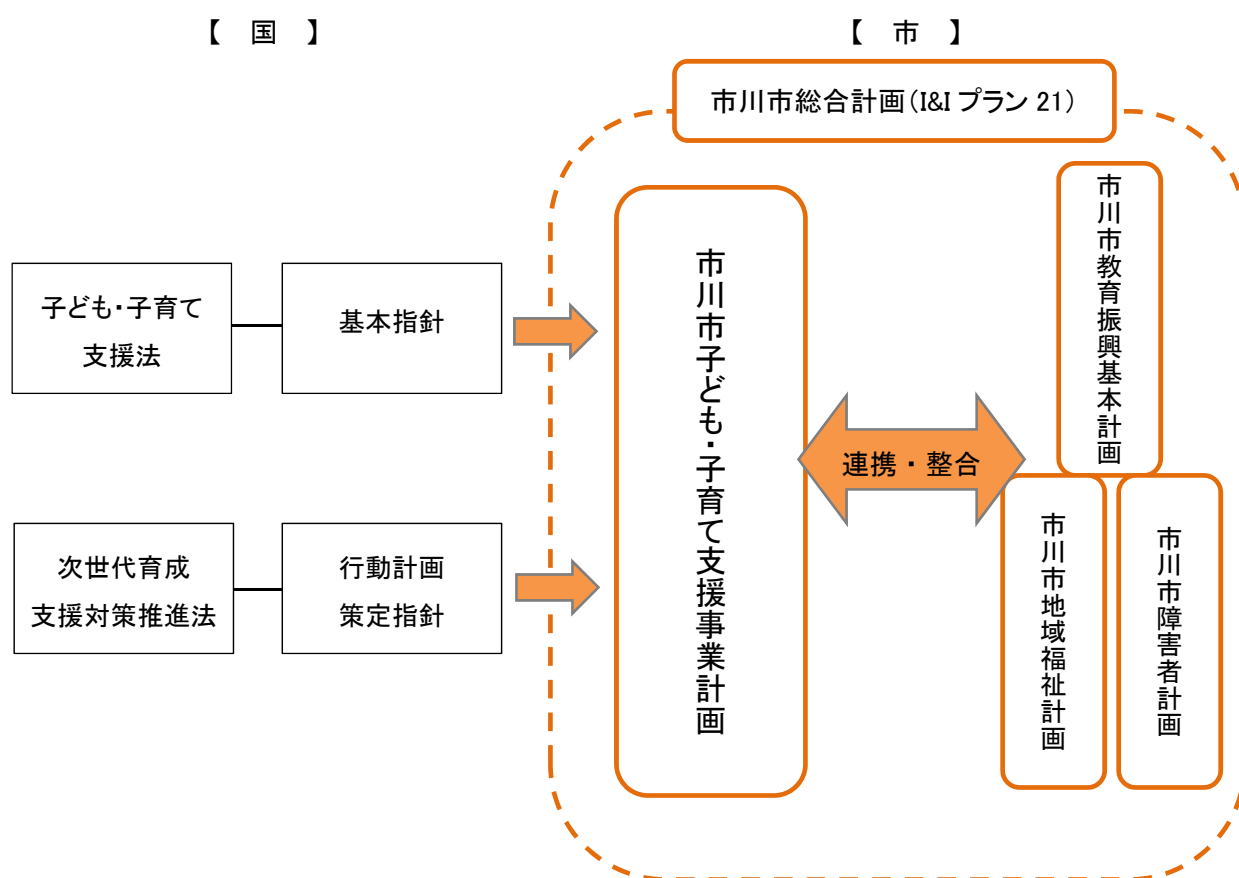 【 国 】
【 市 】
市川市総合計画(I&I プラン 21)
子ども・子育て
支援法
基本指針
次世代育成
支援対策推進法
行動計画
策定指針
市川市子ども・子育て支援事業計画
連携・整合
市川市教育振興基本計画
市川市地域福祉計画
市川市障害者計画